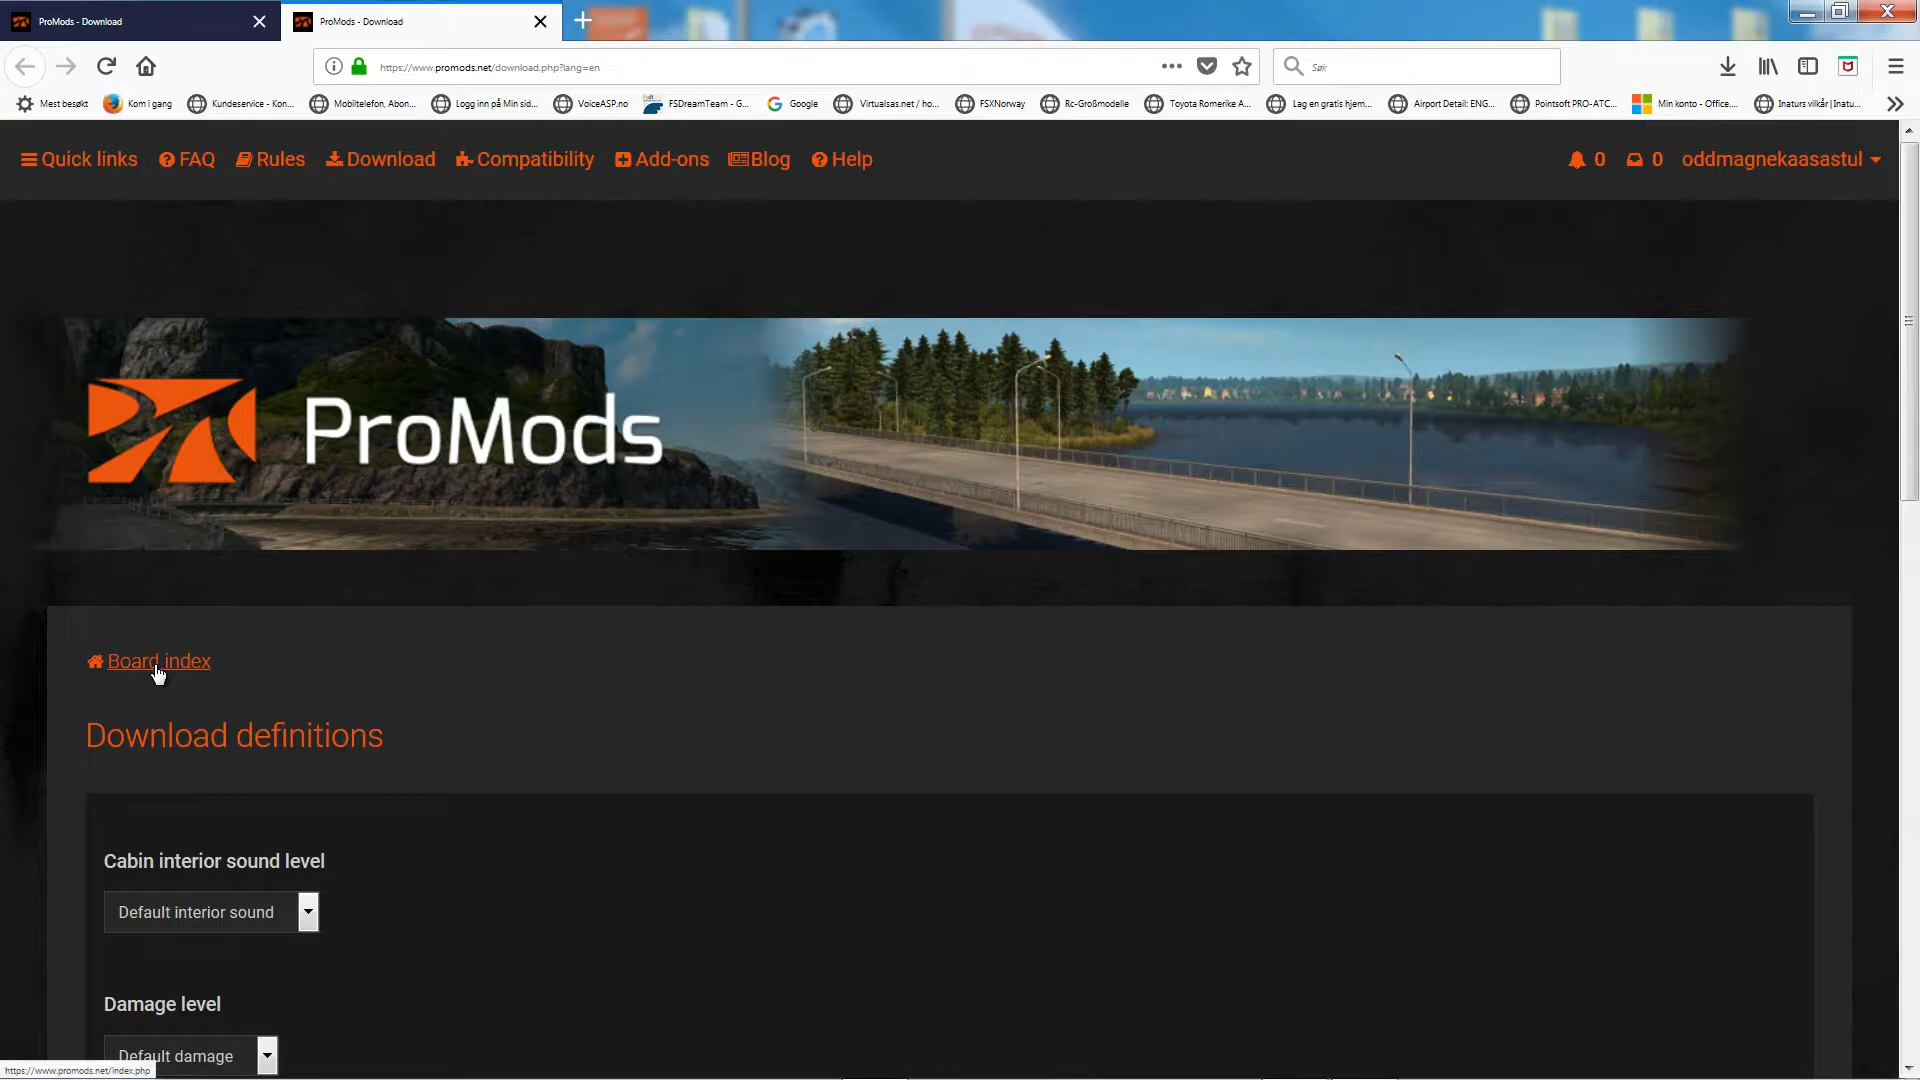 ProMods - Download
ProMods - Download
https://www.promods.net/download.php?lang=en
Søk
Mest besøkt
Kom i gang
Kundeservice - Kon...
Mobiltelefon, Abon...
Logg inn på Min sid...
VoiceASP.no
FSDreamTeam - G...
Google
Virtualsas.net / ho...
FSXNorway
Rc-Großmodelle
Toyota Romerike A...
Lag en gratis hjem...
Airport Detail: ENG...
Pointsoft PRO-ATC...
Min konto - Office....
Inaturs vilkår | Inatu...
Quick links
FAQ
Rules
Download
Compatibility
Add-ons
Blog
Help
0
0
oddmagnekaasastul
ProMods
Board index
Download definitions
Cabin interior sound level
Default interior sound
Damage level
Default damage
https://www.promods.net/index.php